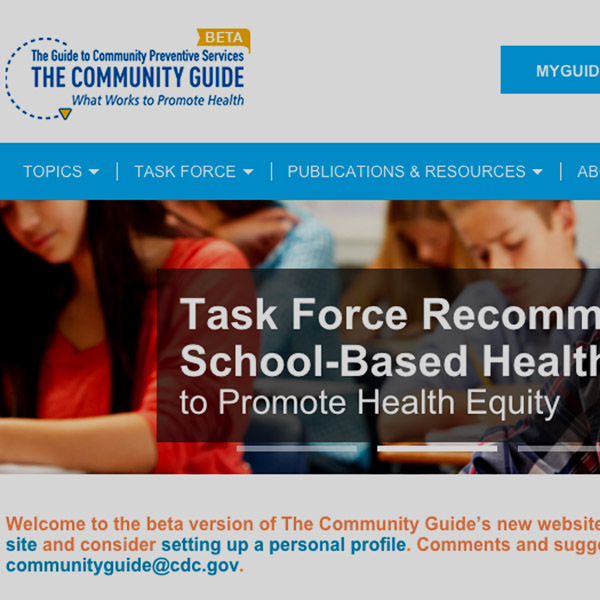 BETA
The Guide to Community Preventive Services
THE COMMUNITY GUIDE
What Works to Promote Health
MYGUID
TOPICS
TASK FORCE
PUBLICATIONS & RESOURCES
AB
Task Force Recomm
School-Based Health
to Promote Health Equity
Welcome to the beta version of The Community Guide's new website
site and consider setting up a personal profile. Comments and sugg
communityguide@cdc.gov.